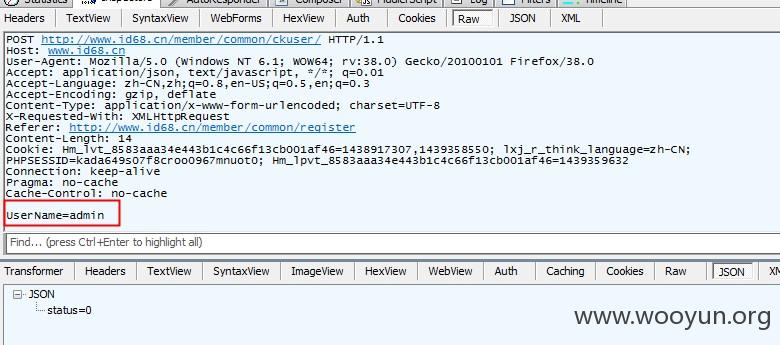 Statistics Inspectors AutoResponder Composer FiddlerScript Log Filters Timeline
Headers TextView SyntaxView WebForms HexView Auth Cookies Raw JSON XML
POST http://www.id68.cn/member/common/ckuser/ HTTP/1.1
Host: www.id68.cn
User-Agent: Mozilla/5.0 (Windows NT 6.1; WOW64; rv:38.0) Gecko/20100101 Firefox/38.0
Accept: application/json, text/javascript, */*; q=0.01
Accept-Language: zh-CN,zh;q=0.8,en-US;q=0.5,en;q=0.3
Accept-Encoding: gzip, deflate
Content-Type: application/x-www-form-urlencoded; charset=UTF-8
X-Requested-With: XMLHttpRequest
Referer: http://www.id68.cn/member/common/register
Content-Length: 14
Cookie: Hm_lvt_8583aaa34e443b1c4c66f13cb001af46=1438917307,1439358550; lxj_r_think_language=zh-CN;
PHPSESSID=kada649s07f8croo0967mnuot0; Hm_lpvt_8583aaa34e443b1c4c66f13cb001af46=1439359632
Connection: keep-alive
Pragma: no-cache
Cache-Control: no-cache
UserName=admin
Find... (press Ctrl+Enter to highlight all)
Transformer Headers TextView SyntaxView ImageView HexView WebView Auth Caching Cookies Raw JSON XML
JSON
status=0
www.wooyun.org